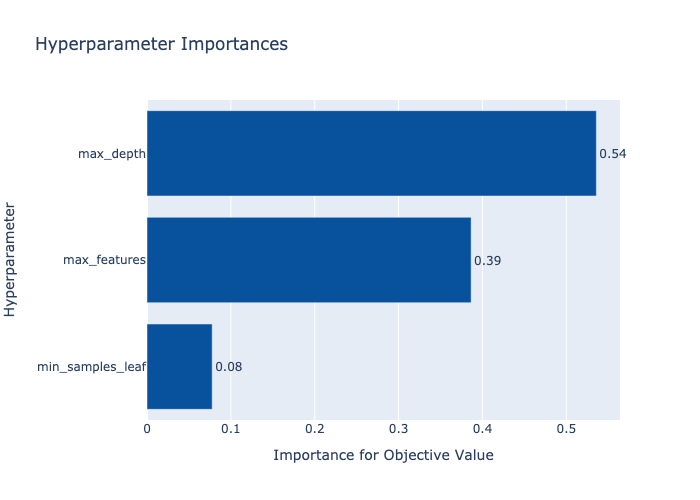 Hyperparameter Importances
Hyperparameter
max_depth
0.54
max_features
0.39
min_samples_leaf
0.08
0 0.1 0.2 0.3 0.4 0.5
Importance for Objective Value